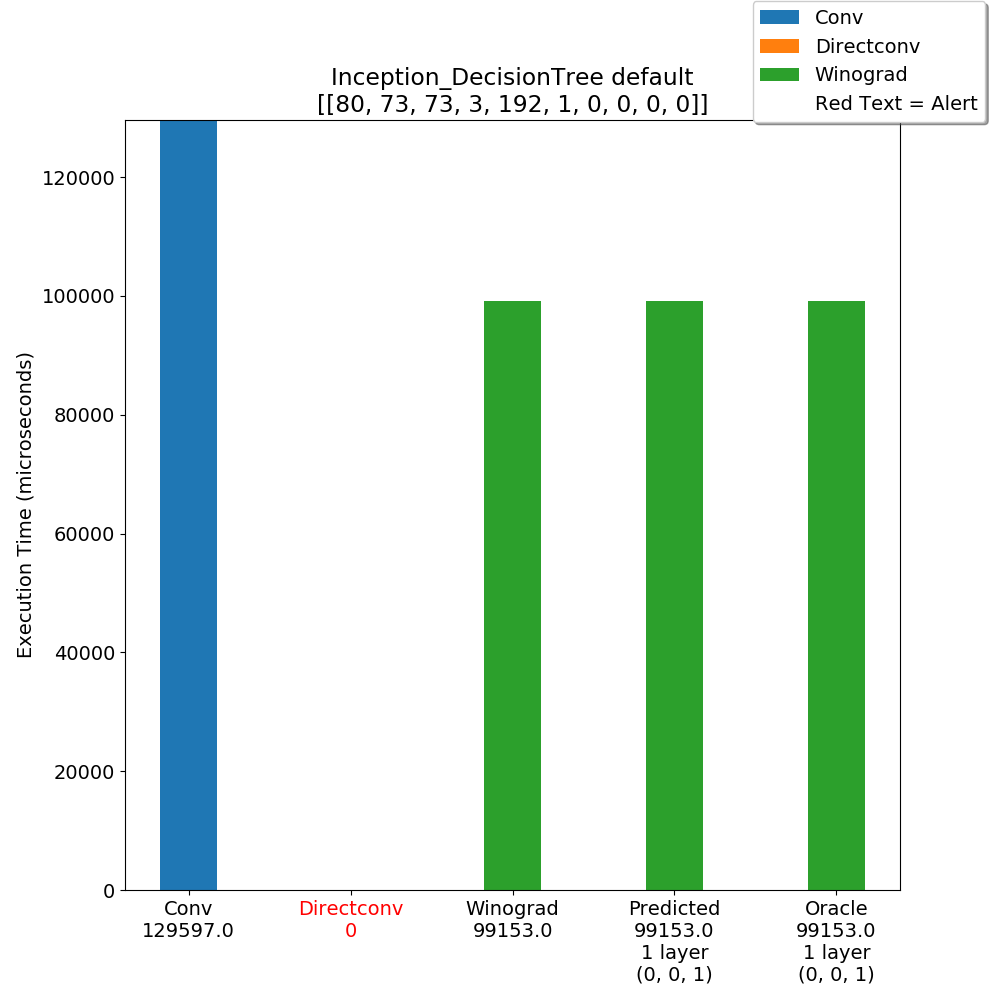 Conv
Directconv
Winograd
Red Text = Alert
Inception_DecisionTree default
[[80, 73, 73, 3, 192, 1, 0, 0, 0, 0]]
Execution Time (microseconds)
120000
100000
80000
60000
40000
20000
0
Conv
129597.0
Directconv
0
Winograd
99153.0
Predicted
99153.0
1 layer
(0, 0, 1)
Oracle
99153.0
1 layer
(0, 0, 1)